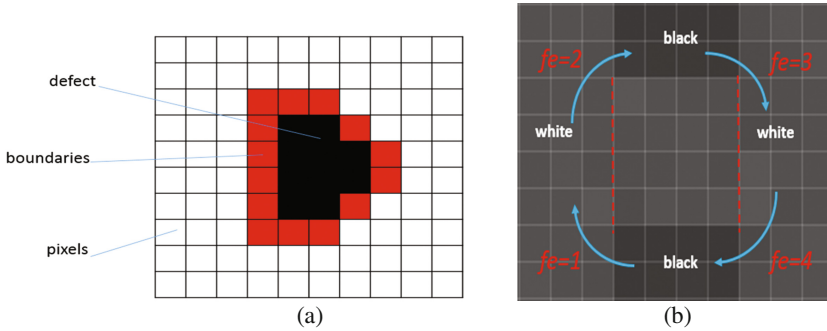 defect
boundaries
pixels
(a)
black
fe=2
fe=3
white
white
fe=1
black
fe=4
(b)